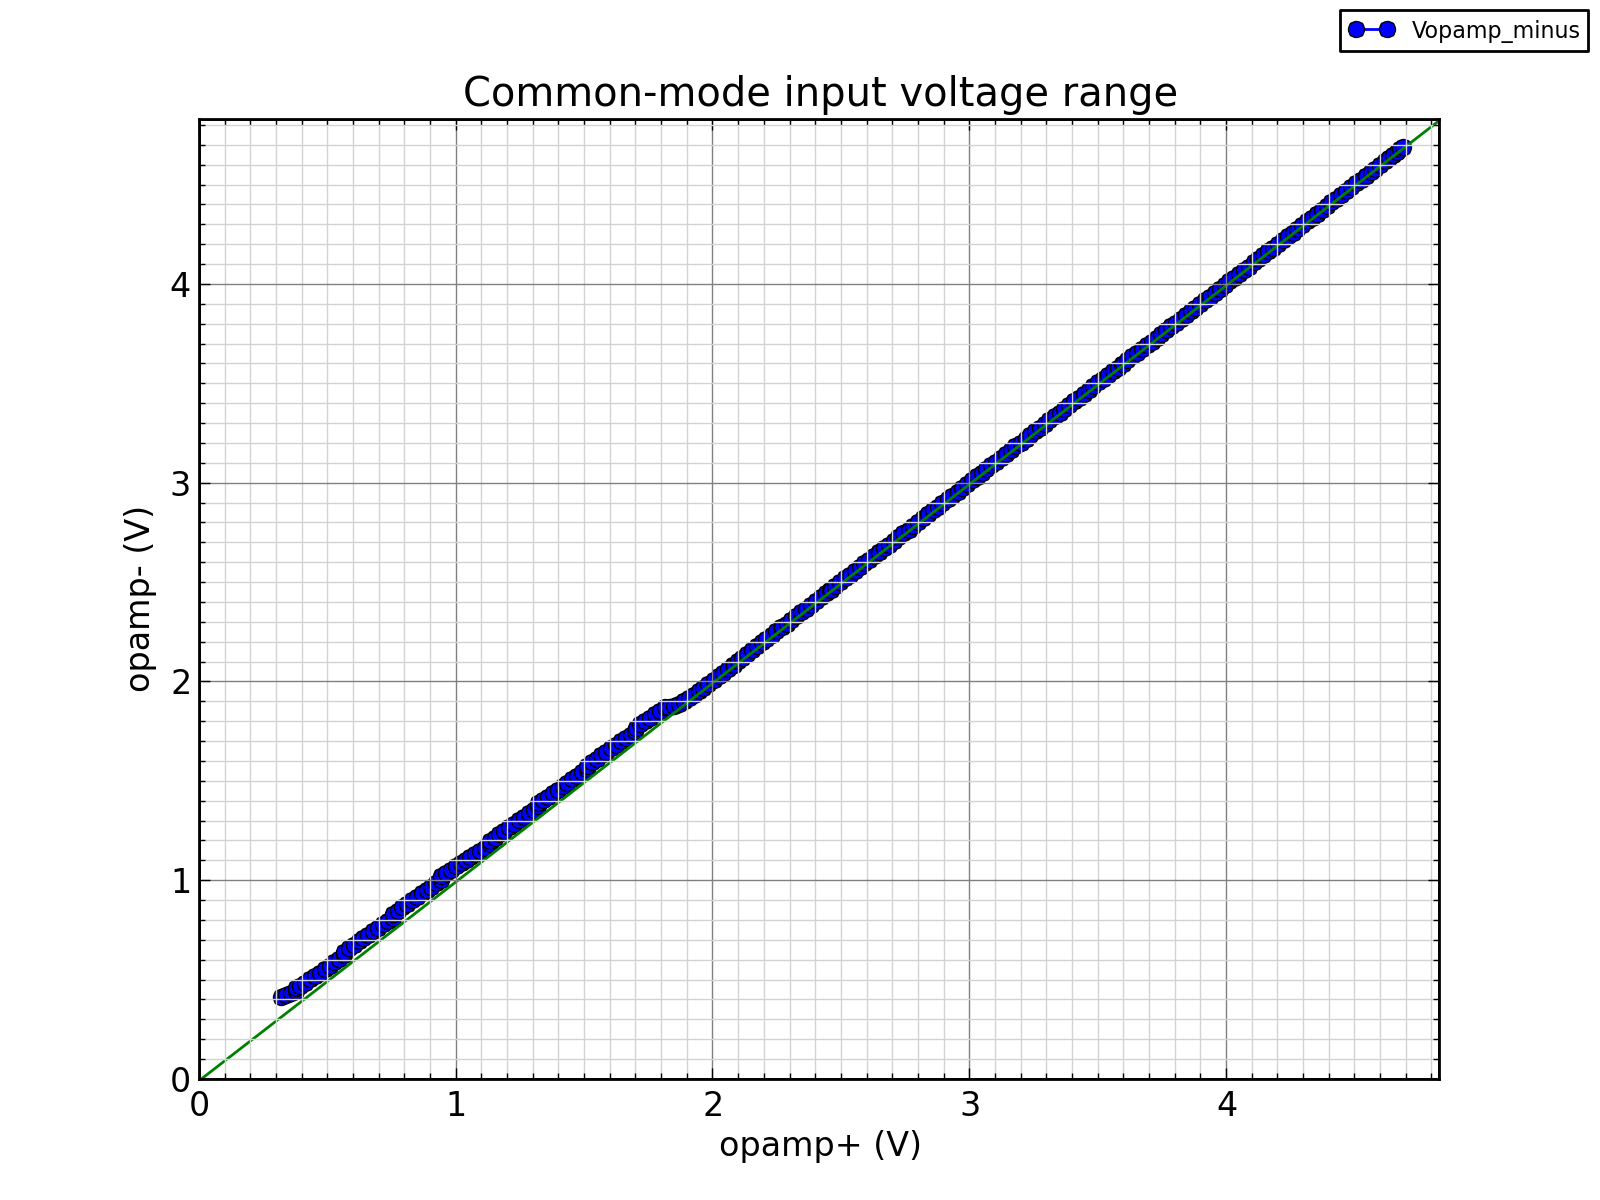 Vopamp_minus
Common-mode input voltage range
opamp- (V)
4
3
2
1
0
0 1 2 3 4
opamp+ (V)